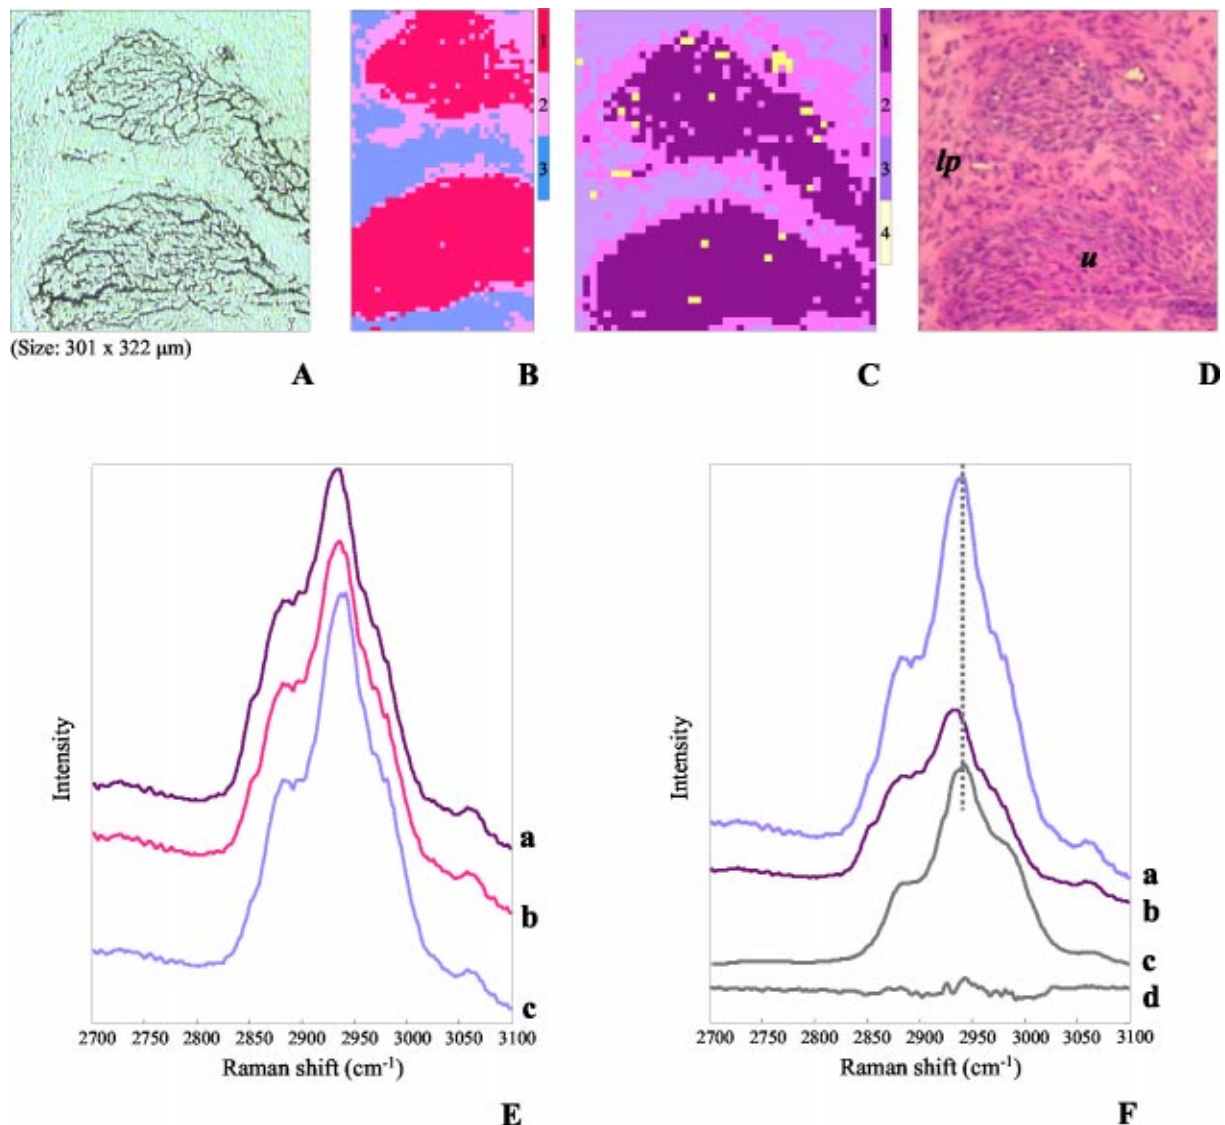 1
2
3
1
2
3
4
lp
u
(Size: 301 x 322 µm)
A
B
C
D
Intensity
a
b
c
2700 2750 2800 2850 2900 2950 3000 3050 3100
Raman shift (cm⁻¹)
E
Intensity
a
b
c
d
2700 2750 2800 2850 2900 2950 3000 3050 3100
Raman shift (cm⁻¹)
F